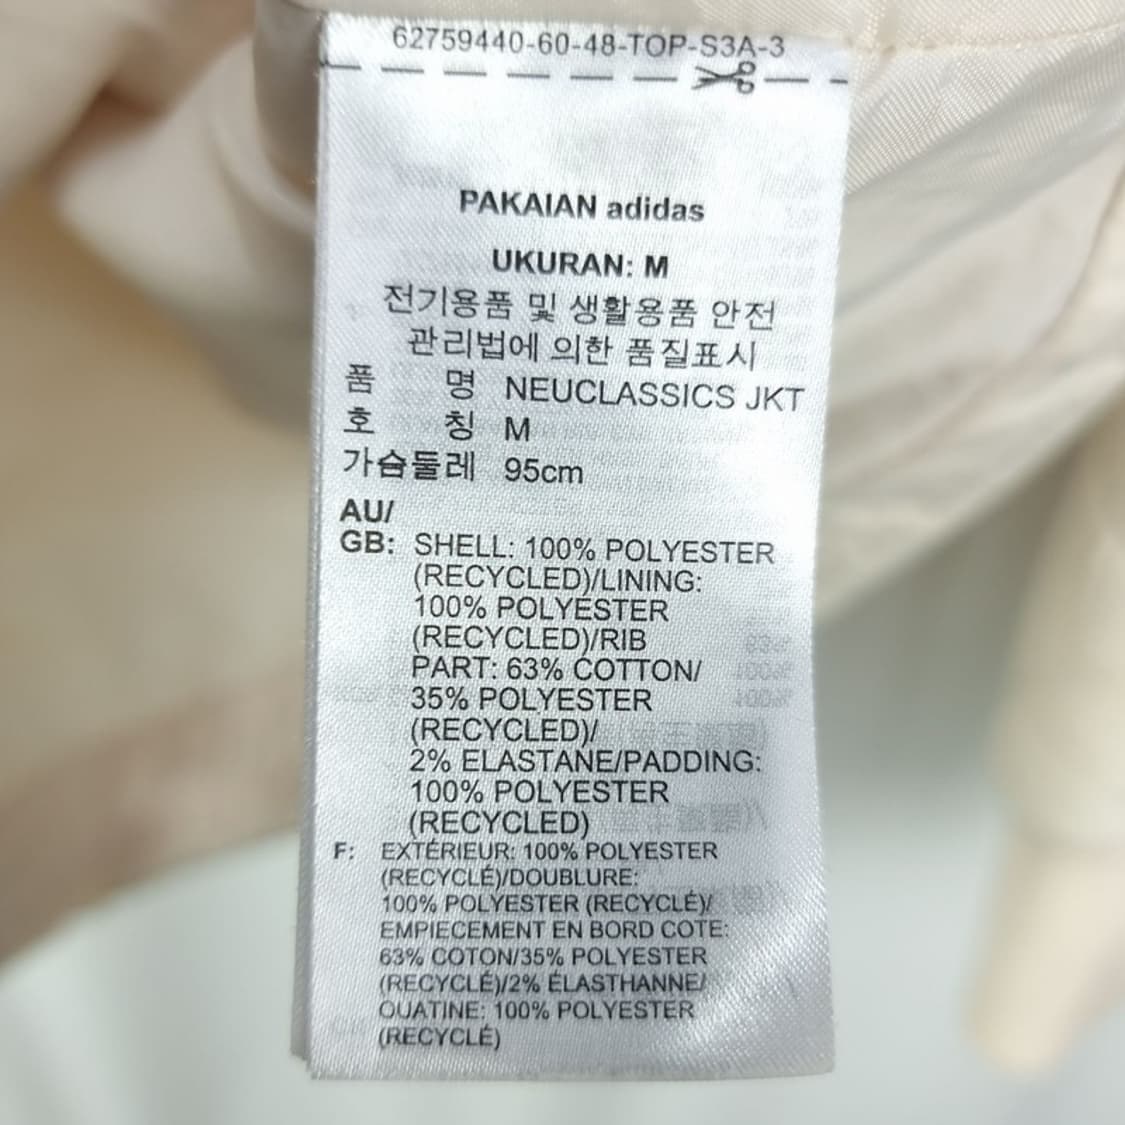 62759440-60-48-TOP-S3A-3
PAKAIAN adidas
UKURAN: M
전기용품 및 생활용품 안전
관리법에 의한 품질표시
품 명 NEUCLASSICS JKT
호 칭 M
가슴둘레 95cm
AU/
GB: SHELL: 100% POLYESTER
(RECYCLED)/LINING:
100% POLYESTER
(RECYCLED)/RIB
PART: 63% COTTON/
35% POLYESTER
(RECYCLED)/
2% ELASTANE/PADDING:
100% POLYESTER
(RECYCLED)
F: EXTÉRIEUR: 100% POLYESTER
(RECYCLÉ)/DOUBLURE:
100% POLYESTER (RECYCLÉ)/
EMPIECEMENT EN BORD COTE:
63% COTON/35% POLYESTER
(RECYCLÉ)/2% ÉLASTHANNE/
OUATINE: 100% POLYESTER
(RECYCLÉ)